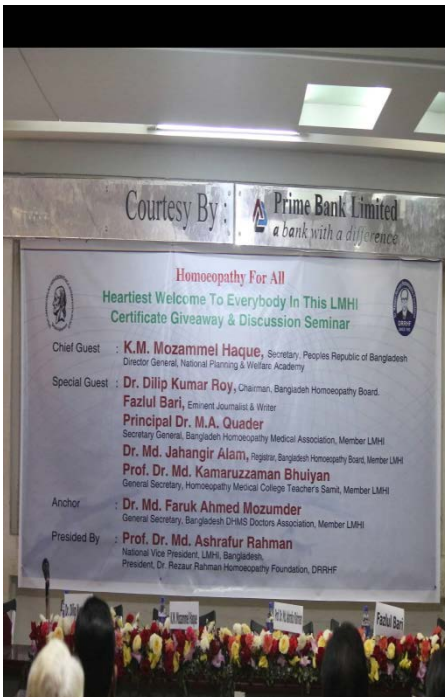 Courtesy By :
Prime Bank Limited
a bank with a difference
Homoeopathy For All
Heartiest Welcome To Everybody In This LMHI
Certificate Giveaway & Discussion Seminar
DRRHF
Chief Guest : K.M. Mozammel Haque, Secretary, Peoples Republic of Bangladesh
Director General, National Planning & Welfare Academy
Special Guest : Dr. Dilip Kumar Roy, Chairman, Bangladeh Homoeopathy Board.
Fazlul Bari, Eminent Journalist & Writer
Principal Dr. M.A. Quader
Secretary General, Bangladeh Homoeopathy Medical Association, Member LMHI
Dr. Md. Jahangir Alam, Registrar, Bangladesh Homoeopathy Board, Member LMHI
Prof. Dr. Md. Kamaruzzaman Bhuiyan
General Secretary, Homoeopathy Medical College Teacher's Samit, Member LMHI
Anchor : Dr. Md. Faruk Ahmed Mozumder
General Secretary, Bangladesh DHMS Doctors Association, Member LMHI
Presided By : Prof. Dr. Md. Ashrafur Rahman
National Vice President, LMHI, Bangladesh,
President, Dr. Rezaur Rahman Homoeopathy Foundation, DRRHF
K.M. Mozammel Haque
Fazlul Bari